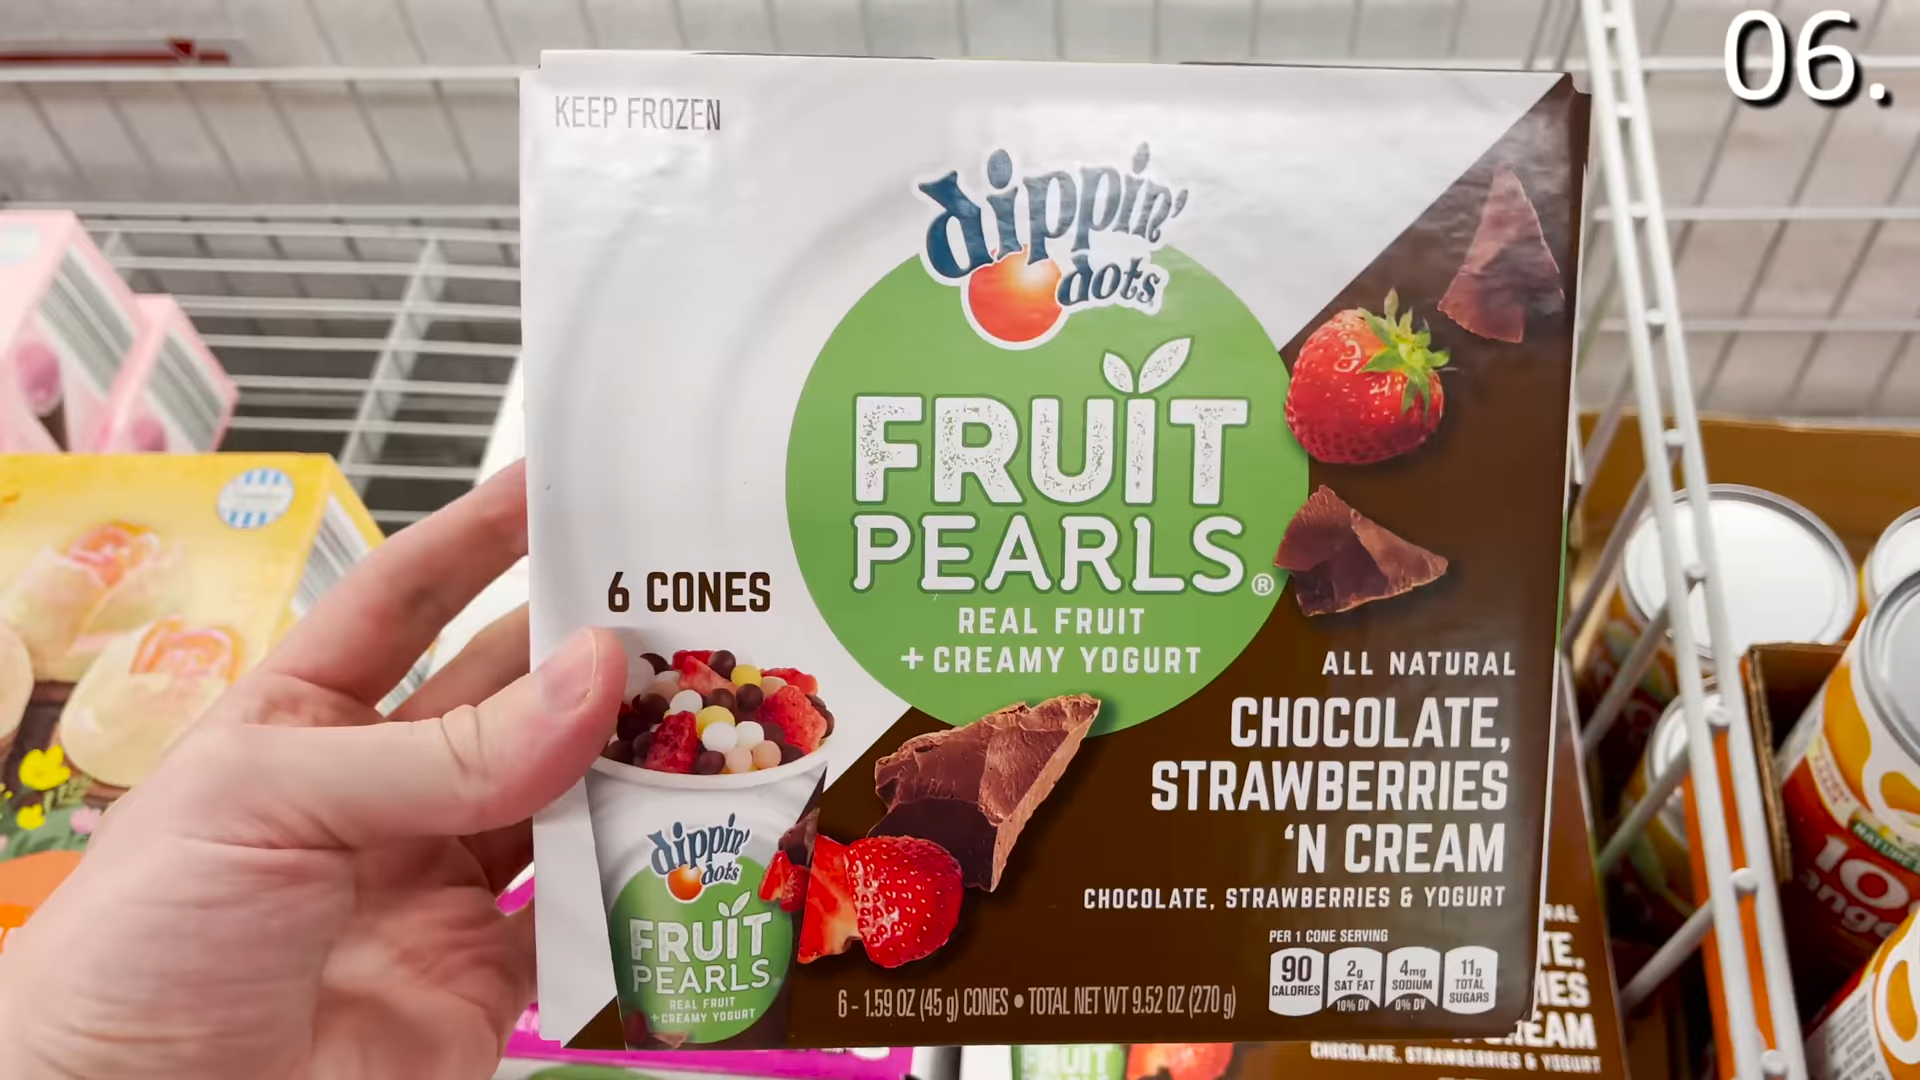 06.
KEEP FROZEN
dippin'
dots
FRUIT
PEARLS®
REAL FRUIT
+ CREAMY YOGURT
6 CONES
ALL NATURAL
CHOCOLATE,
STRAWBERRIES
‘N CREAM
CHOCOLATE, STRAWBERRIES & YOGURT
PER 1 CONE SERVING
90
CALORIES
2g
SAT FAT
10% DV
4mg
SODIUM
0% DV
11g
TOTAL
SUGARS
6 – 1.59 OZ (45 g) CONES • TOTAL NET WT 9.52 OZ (270 g)
dippin'
dots
FRUIT
PEARLS
REAL FRUIT
+ CREAMY YOGURT
CHOCOLATE, STRAWBERRIES & YOGURT
FRUIT
10